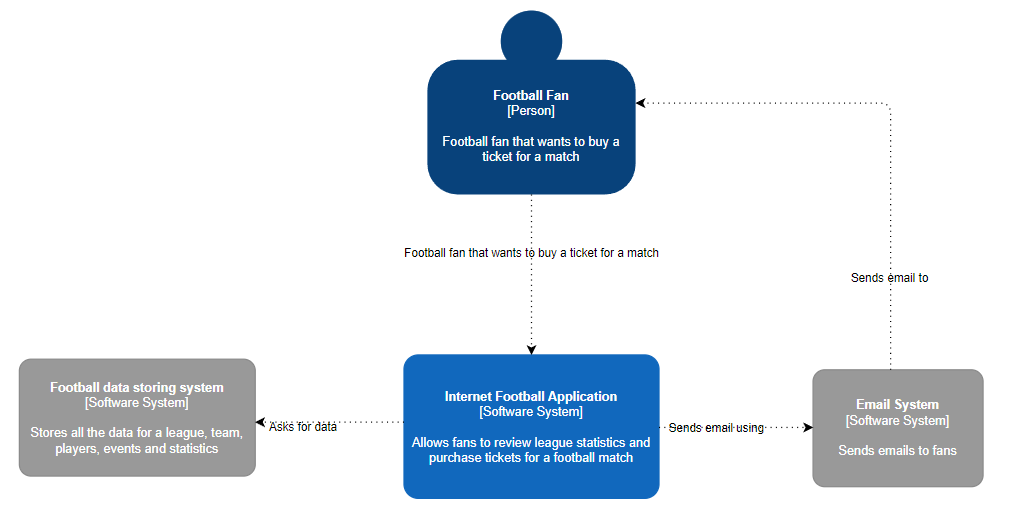 Football Fan
[Person]
Football fan that wants to buy a
ticket for a match
Football fan that wants to buy a ticket for a match
Sends email to
Football data storing system
[Software System]
Stores all the data for a league, team,
players, events and statistics
Asks for data
Internet Football Application
[Software System]
Allows fans to review league statistics and
purchase tickets for a football match
Sends email using
Email System
[Software System]
Sends emails to fans